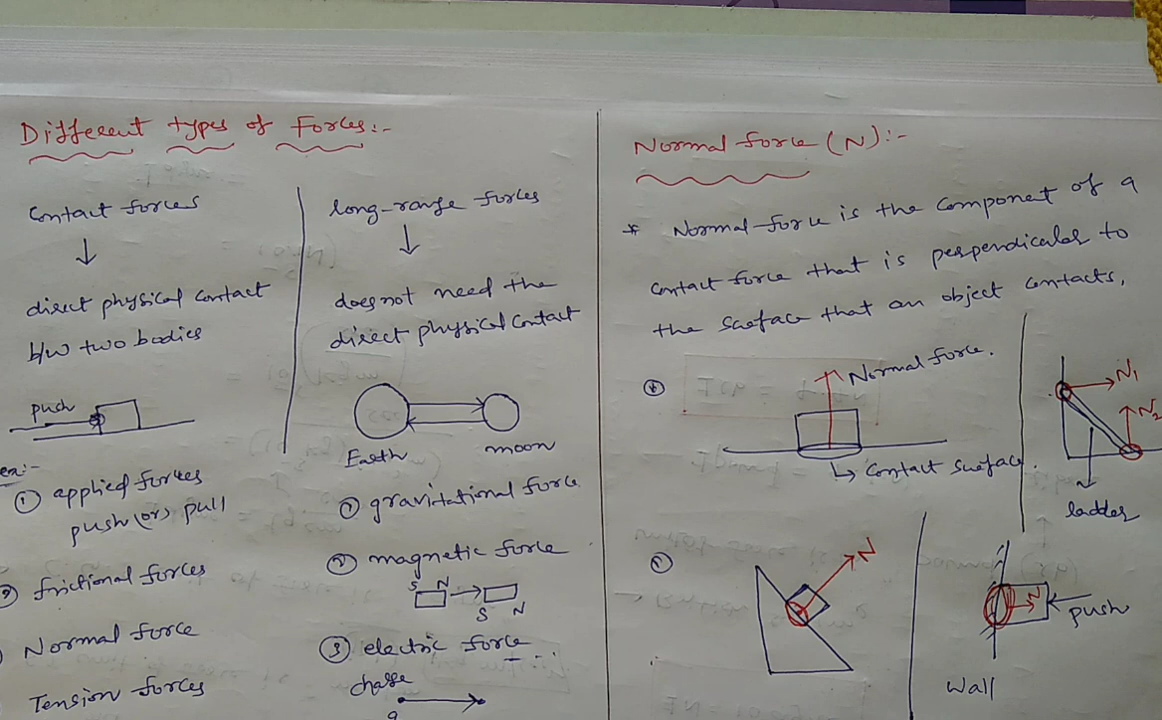 Different types of Forces:-
Contact forces
↓
direct physical contact
b/w two bodies
push
ex:-
① applied forces
push (or) pull
② frictional forces
Normal force
Tension forces
long-range forces
↓
does not need the
direct physical contact
Earth
moon
① gravitational force
② magnetic force
S N
S N
③ electric force
charge
q
Normal force (N):-
* Normal force is the component of a
contact force that is perpendicular to
the surface that an object contacts.
Normal force.
Contact surface.
N1
N2
ladder
N
N
push
Wall